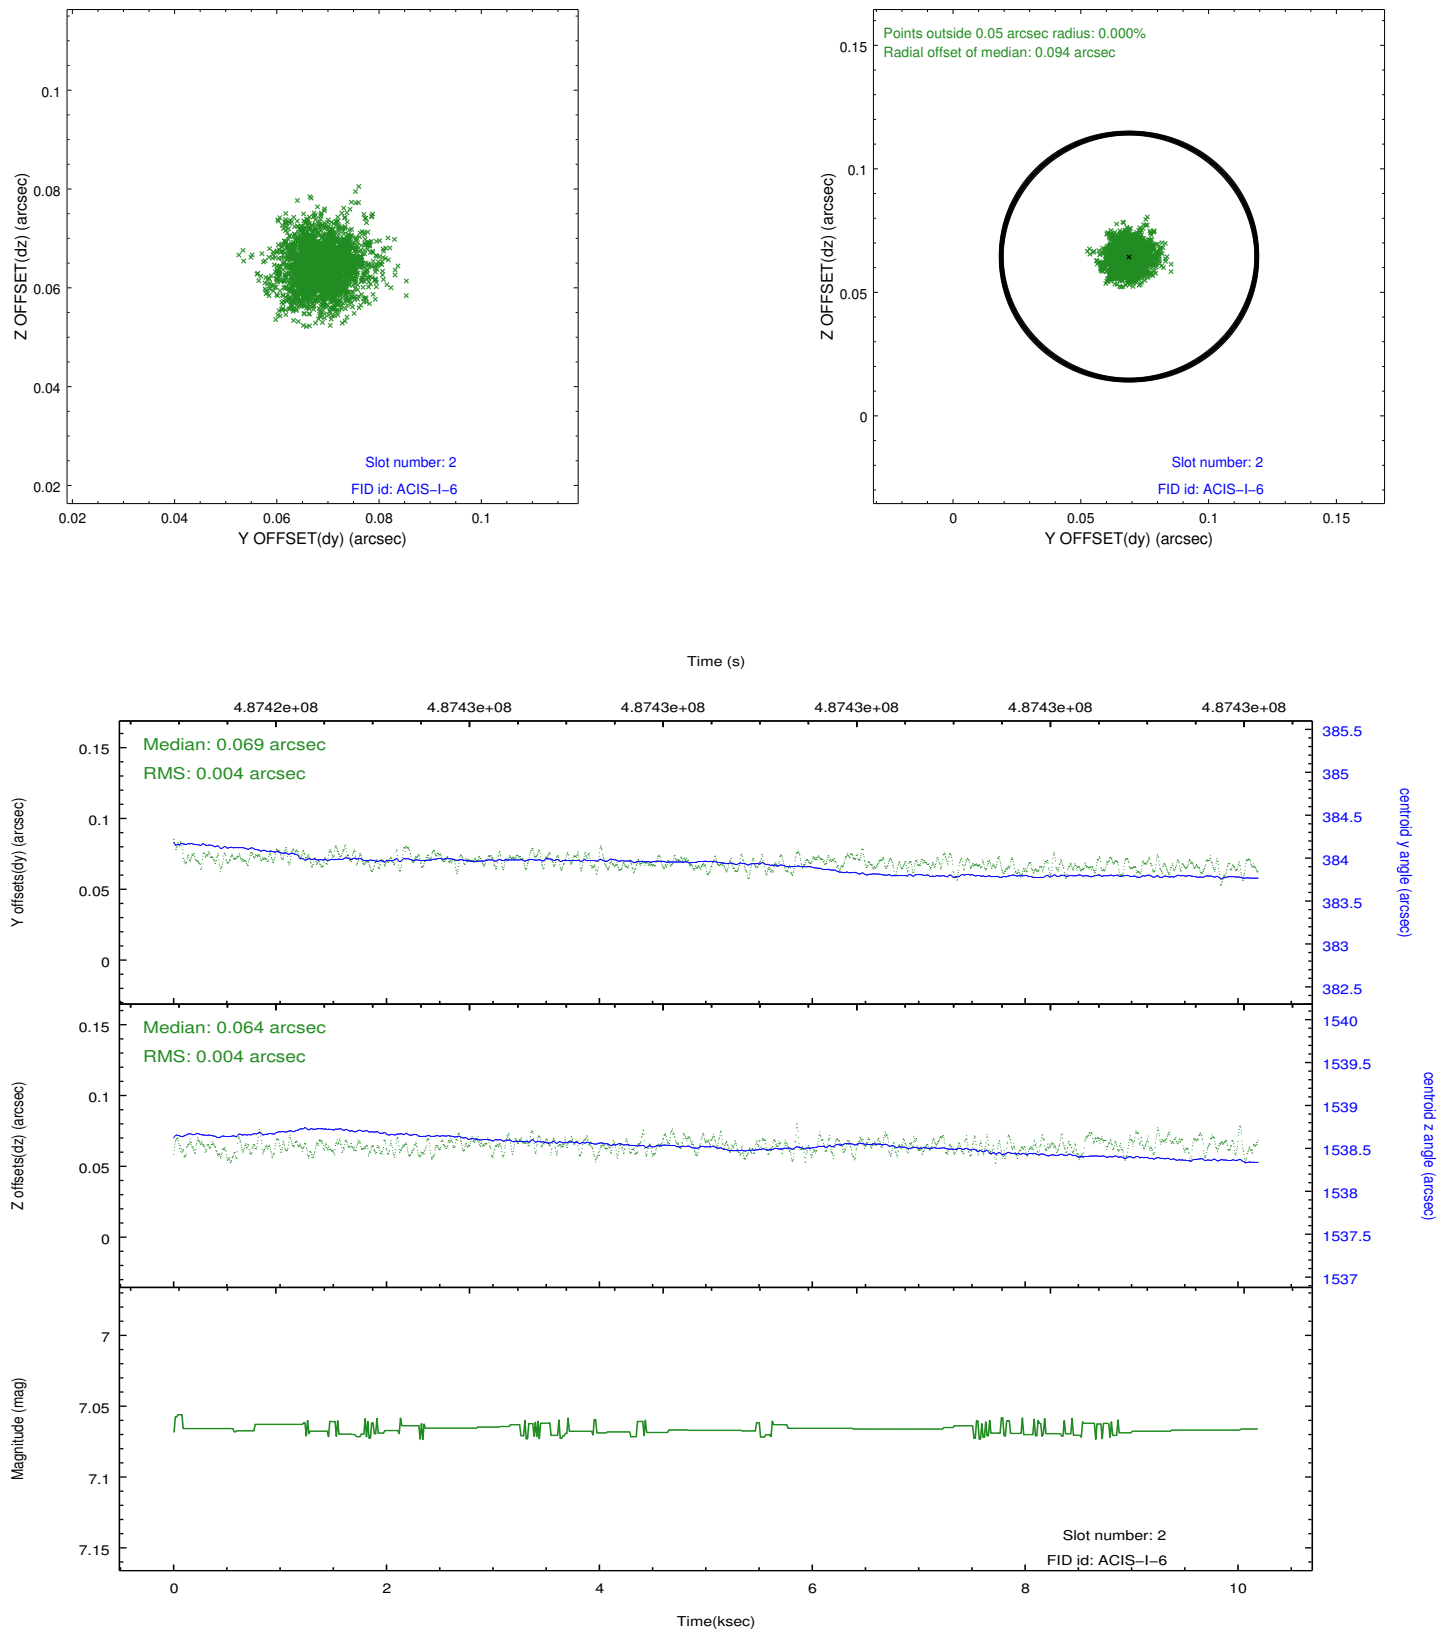 0.1
0.08
0.06
0.04
0.02
Z OFFSET(dz) (arcsec)
Slot number: 2
FID id: ACIS−I−6
0.02 0.04 0.06 0.08 0.1
Y OFFSET(dy) (arcsec)
Points outside 0.05 arcsec radius: 0.000%
Radial offset of median: 0.094 arcsec
0.15
0.1
0.05
0
Z OFFSET(dz) (arcsec)
Slot number: 2
FID id: ACIS−I−6
0 0.05 0.1 0.15
Y OFFSET(dy) (arcsec)
Time (s)
4.8742e+08 4.8743e+08 4.8743e+08 4.8743e+08 4.8743e+08 4.8743e+08
Median: 0.069 arcsec
RMS: 0.004 arcsec
0.15
0.1
0.05
0
Y offsets(dy) (arcsec)
385.5
385
384.5
384
383.5
383
382.5
centroid y angle (arcsec)
Median: 0.064 arcsec
RMS: 0.004 arcsec
0.15
0.1
0.05
0
Z offsets(dz) (arcsec)
1540
1539.5
1539
1538.5
1538
1537.5
1537
centroid z angle (arcsec)
7
7.05
7.1
7.15
Magnitude (mag)
Slot number: 2
FID id: ACIS−I−6
0 2 4 6 8 10
Time(ksec)